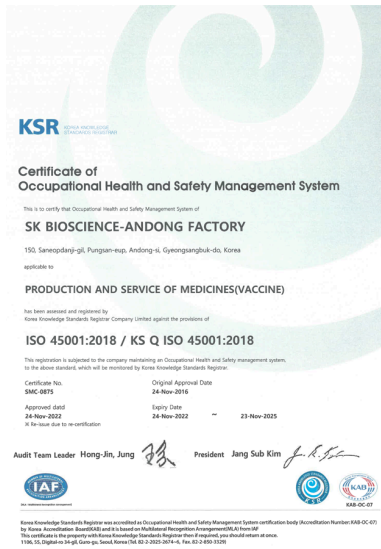 KSR KOREA KNOWLEDGE
STANDARDS REGISTRAR
Certificate of
Occupational Health and Safety Management System
This is to certify that Occupational Health and Safety Management System of
SK BIOSCIENCE-ANDONG FACTORY
150, Saneopdanji-gil, Pungsan-eup, Andong-si, Gyeongsangbuk-do, Korea
applicable to
PRODUCTION AND SERVICE OF MEDICINES(VACCINE)
has been assessed and registered by
Korea Knowledge Standards Registrar Company Limited against the provisions of
ISO 45001:2018 / KS Q ISO 45001:2018
This registration is subjected to the company maintaining an Occupational Health and Safety management system,
to the above standard, which will be monitored by Korea Knowledge Standards Registrar.
Certificate No. Original Approval Date
SMC-0875 24-Nov-2016
Approved datd Expiry Date
24-Nov-2022 24-Nov-2022 ~ 23-Nov-2025
※ Re-issue due to re-certification
Audit Team Leader Hong-Jin, Jung President Jang Sub Kim
IAF
KSR
KAB
KAB-OC-07
Korea Knowledge Standards Registrar was accredited as Occupational Health and Safety Management System certification body (Accreditation Number: KAB-OC-07)
by Korea Accreditation Board(KAB) and it is based on Multilateral Recognition Arrangement(MLA) from IAF
This certificate is the property with Korea Knowledge Standards Registrar then if required, you should return at once.
1106, 55, Digital-ro 34-gil, Guro-gu, Seoul, Korea (Tel. 82-2-2025-2674~6, Fax. 82-2-850-3329)